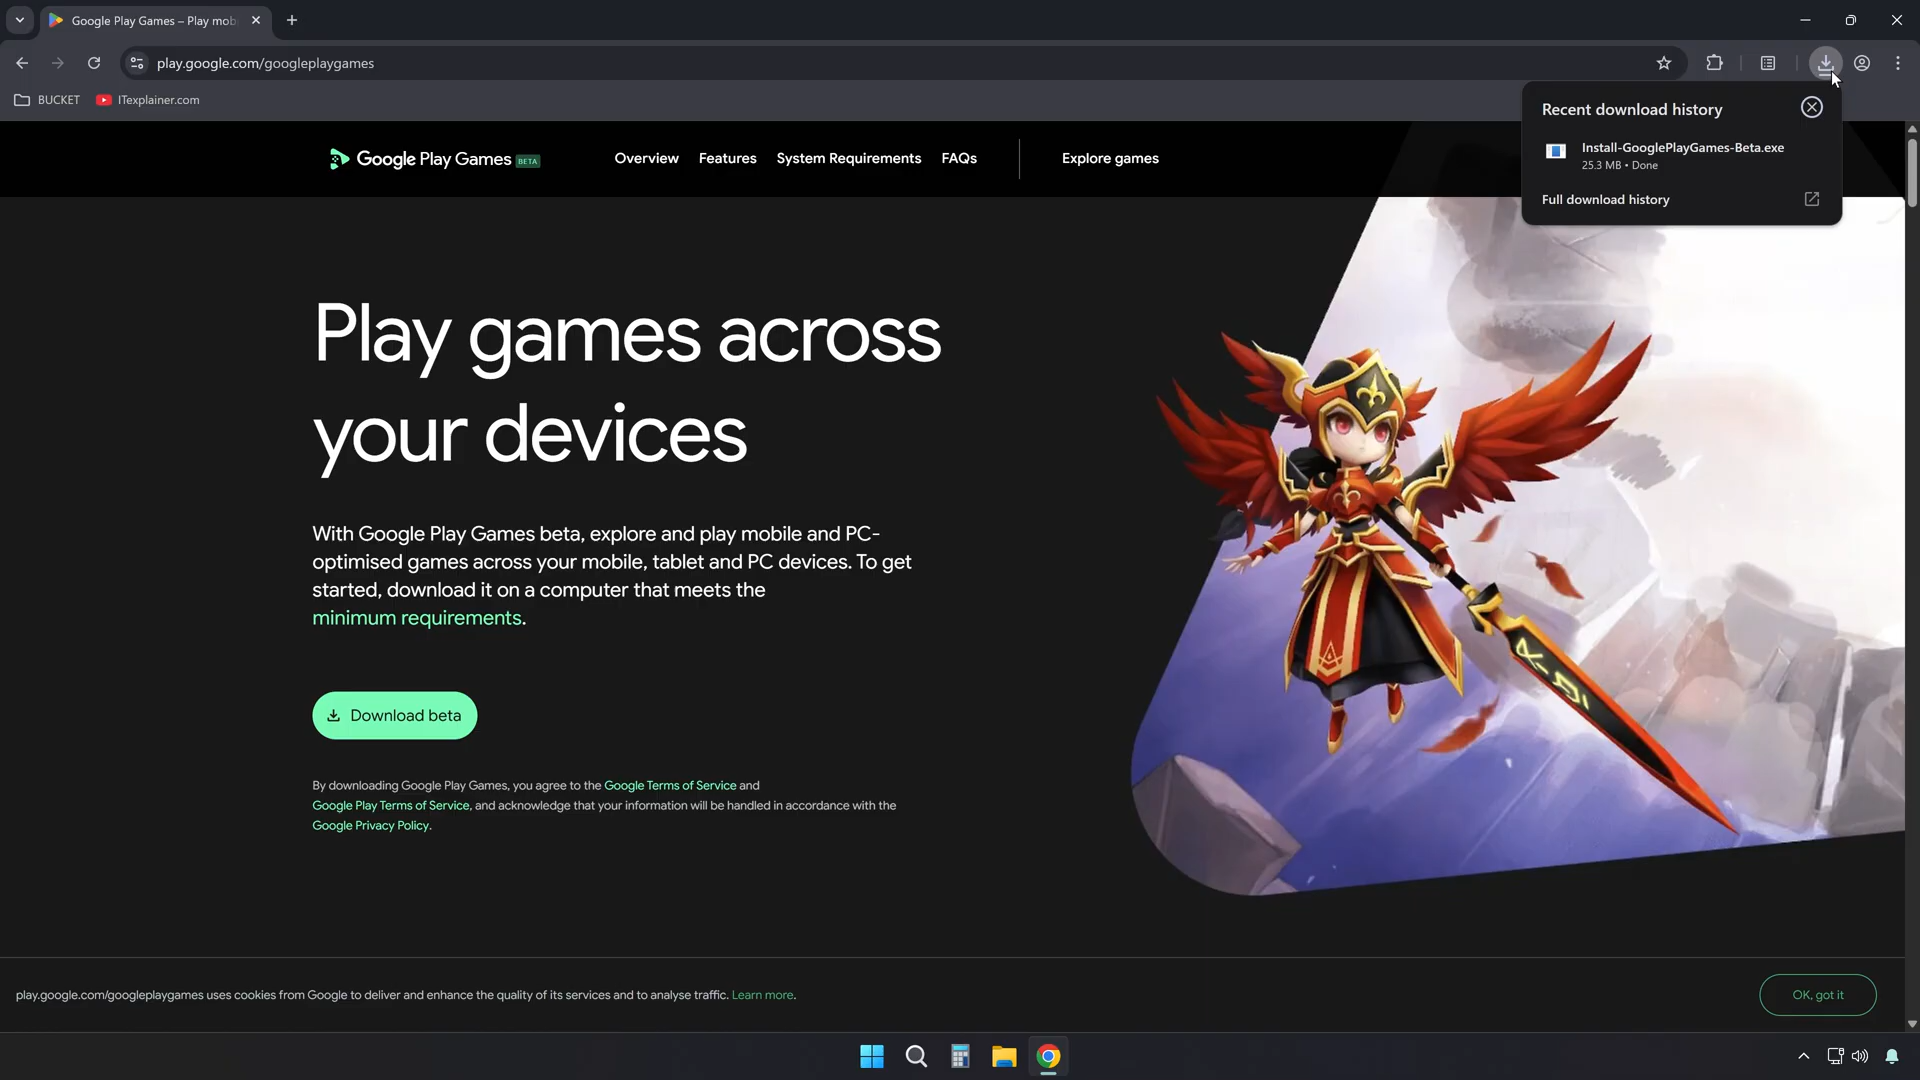 Google Play Games – Play mob
play.google.com/googleplaygames
BUCKET
ITexplainer.com
Recent download history
Install-GooglePlayGames-Beta.exe
25.3 MB • Done
Full download history
Google Play Games BETA
Overview
Features
System Requirements
FAQs
Explore games
Play games across
your devices
With Google Play Games beta, explore and play mobile and PC-
optimised games across your mobile, tablet and PC devices. To get
started, download it on a computer that meets the
minimum requirements.
Download beta
By downloading Google Play Games, you agree to the Google Terms of Service and
Google Play Terms of Service, and acknowledge that your information will be handled in accordance with the
Google Privacy Policy.
play.google.com/googleplaygames uses cookies from Google to deliver and enhance the quality of its services and to analyse traffic. Learn more.
OK, got it